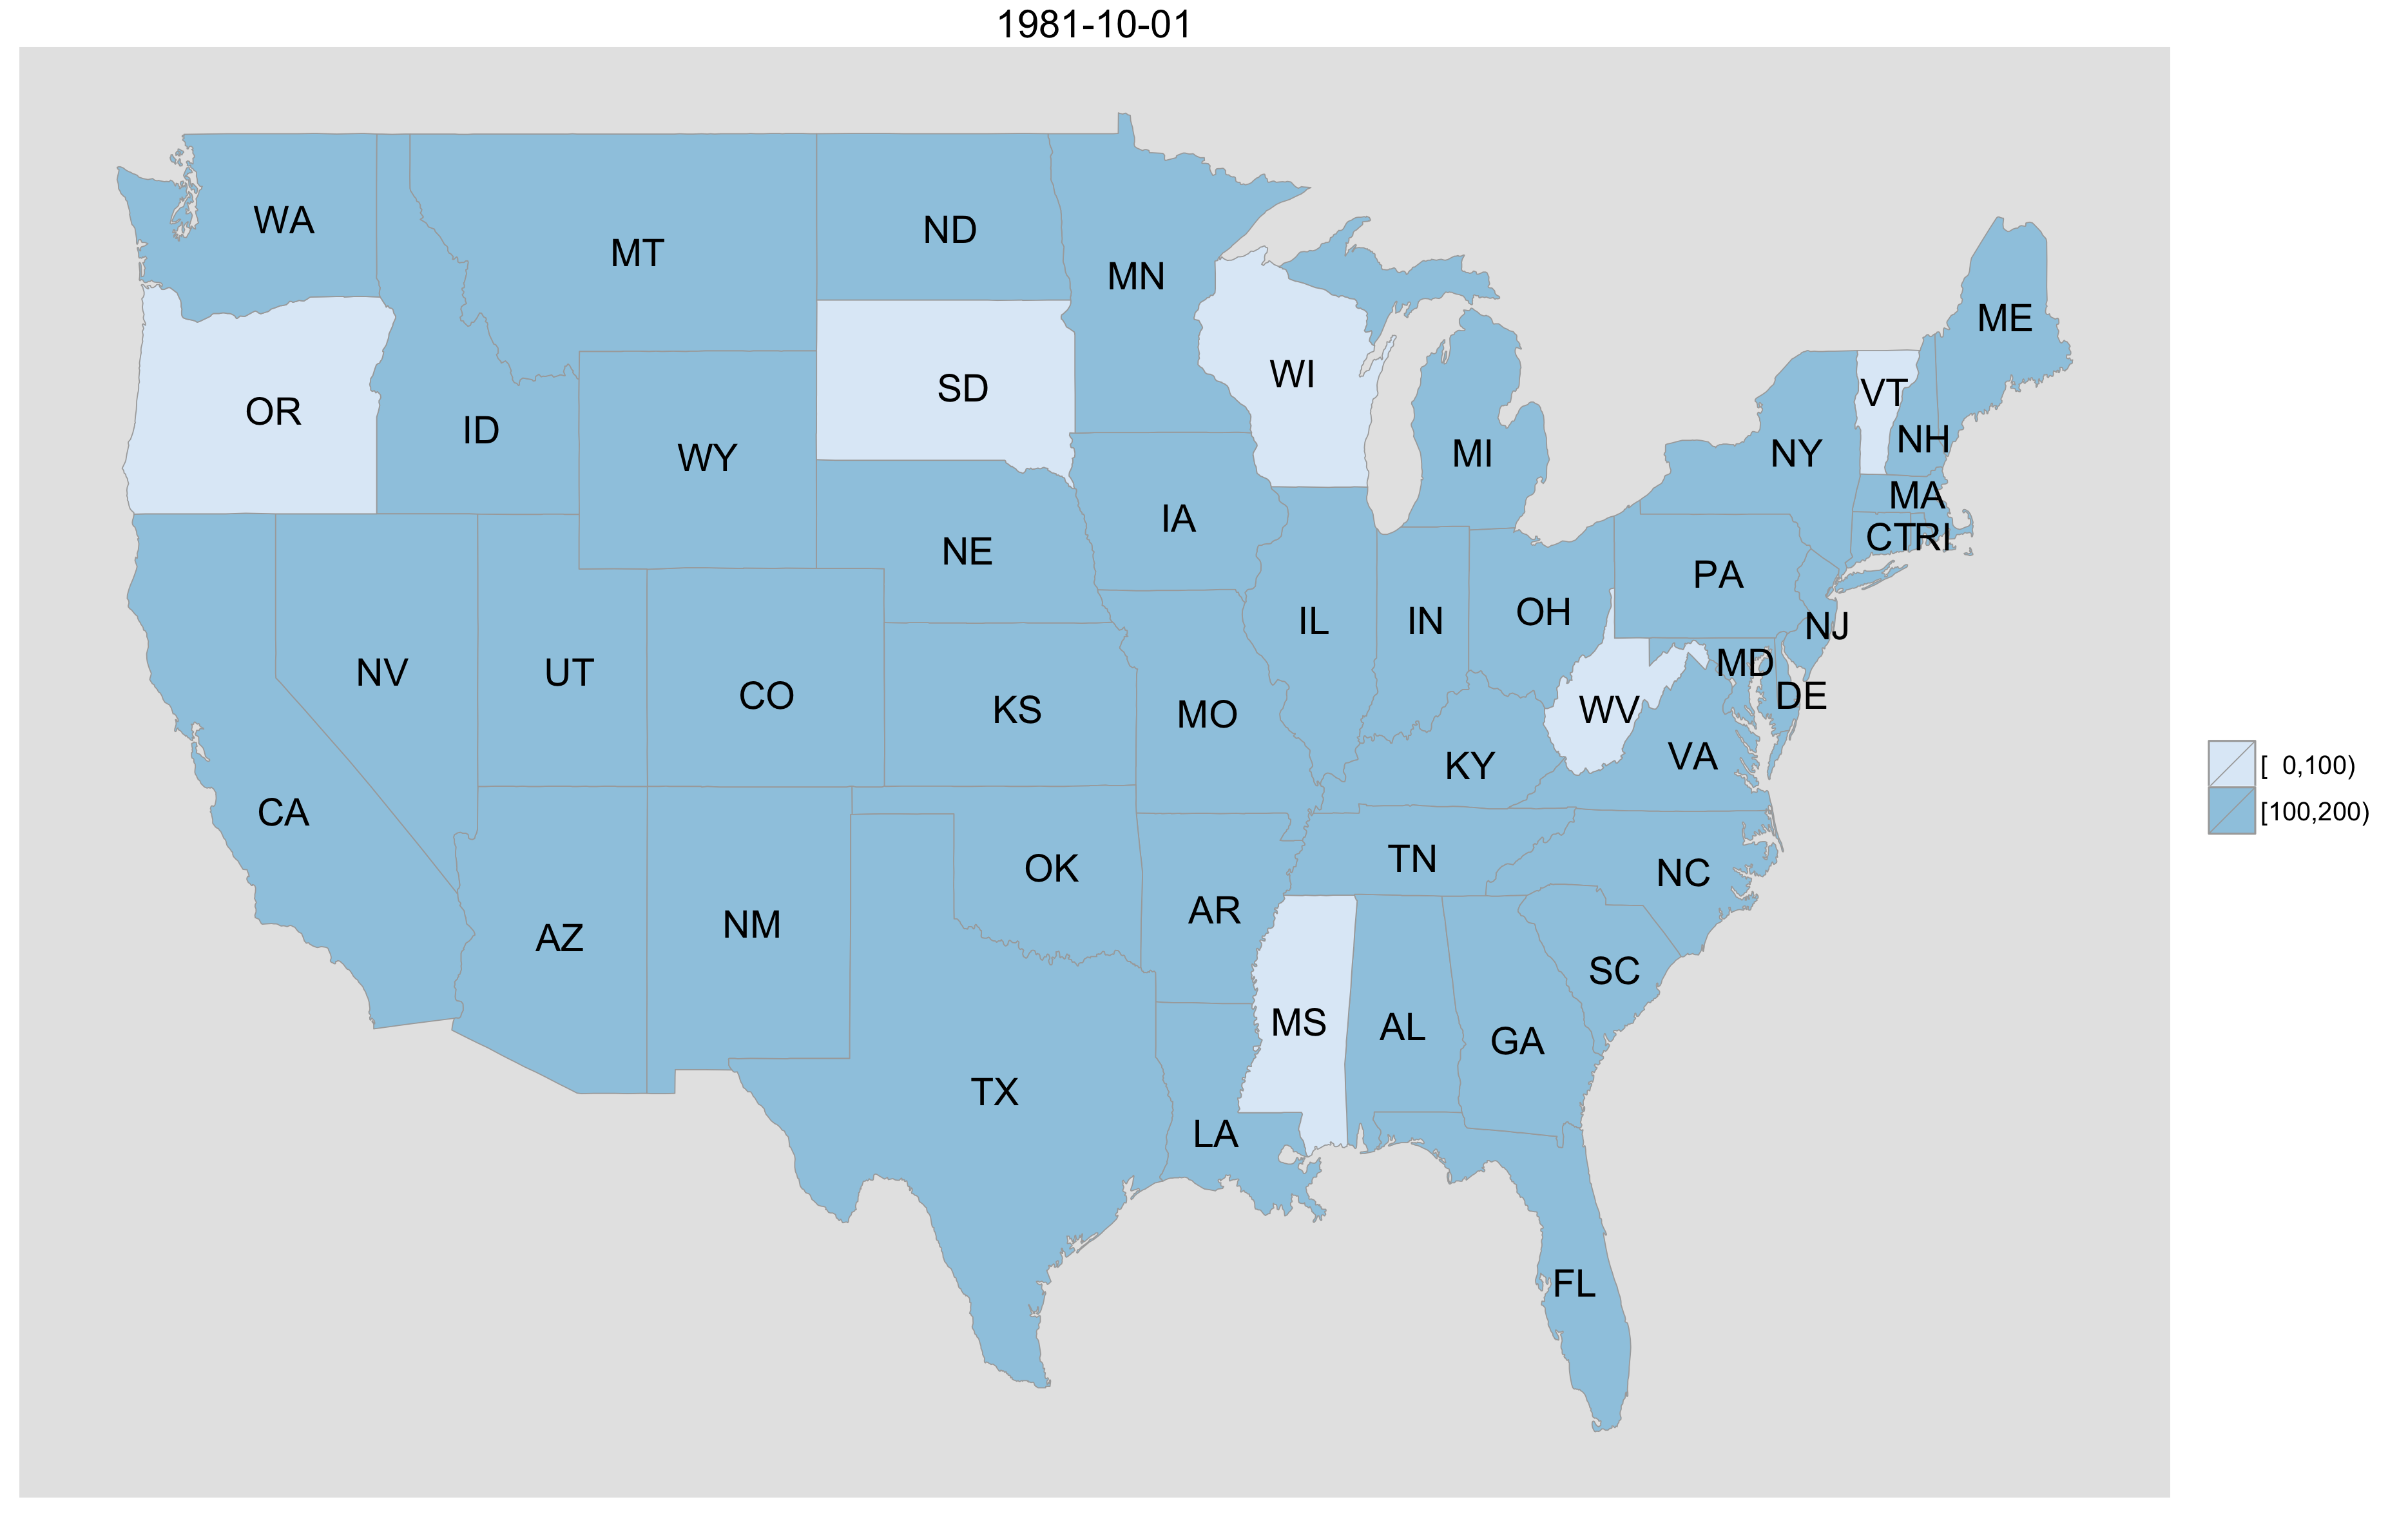 1981-10-01
WA
MT
ND
MN
ME
OR
ID
WY
SD
WI
MI
NY
VT
NH
MA
CT
RI
NE
IA
PA
NJ
IL
IN
OH
MD
DE
NV
UT
CO
KS
MO
KY
WV
VA
CA
OK
AR
TN
NC
AZ
NM
SC
MS
AL
GA
TX
LA
FL
[ 0,100)
[100,200)